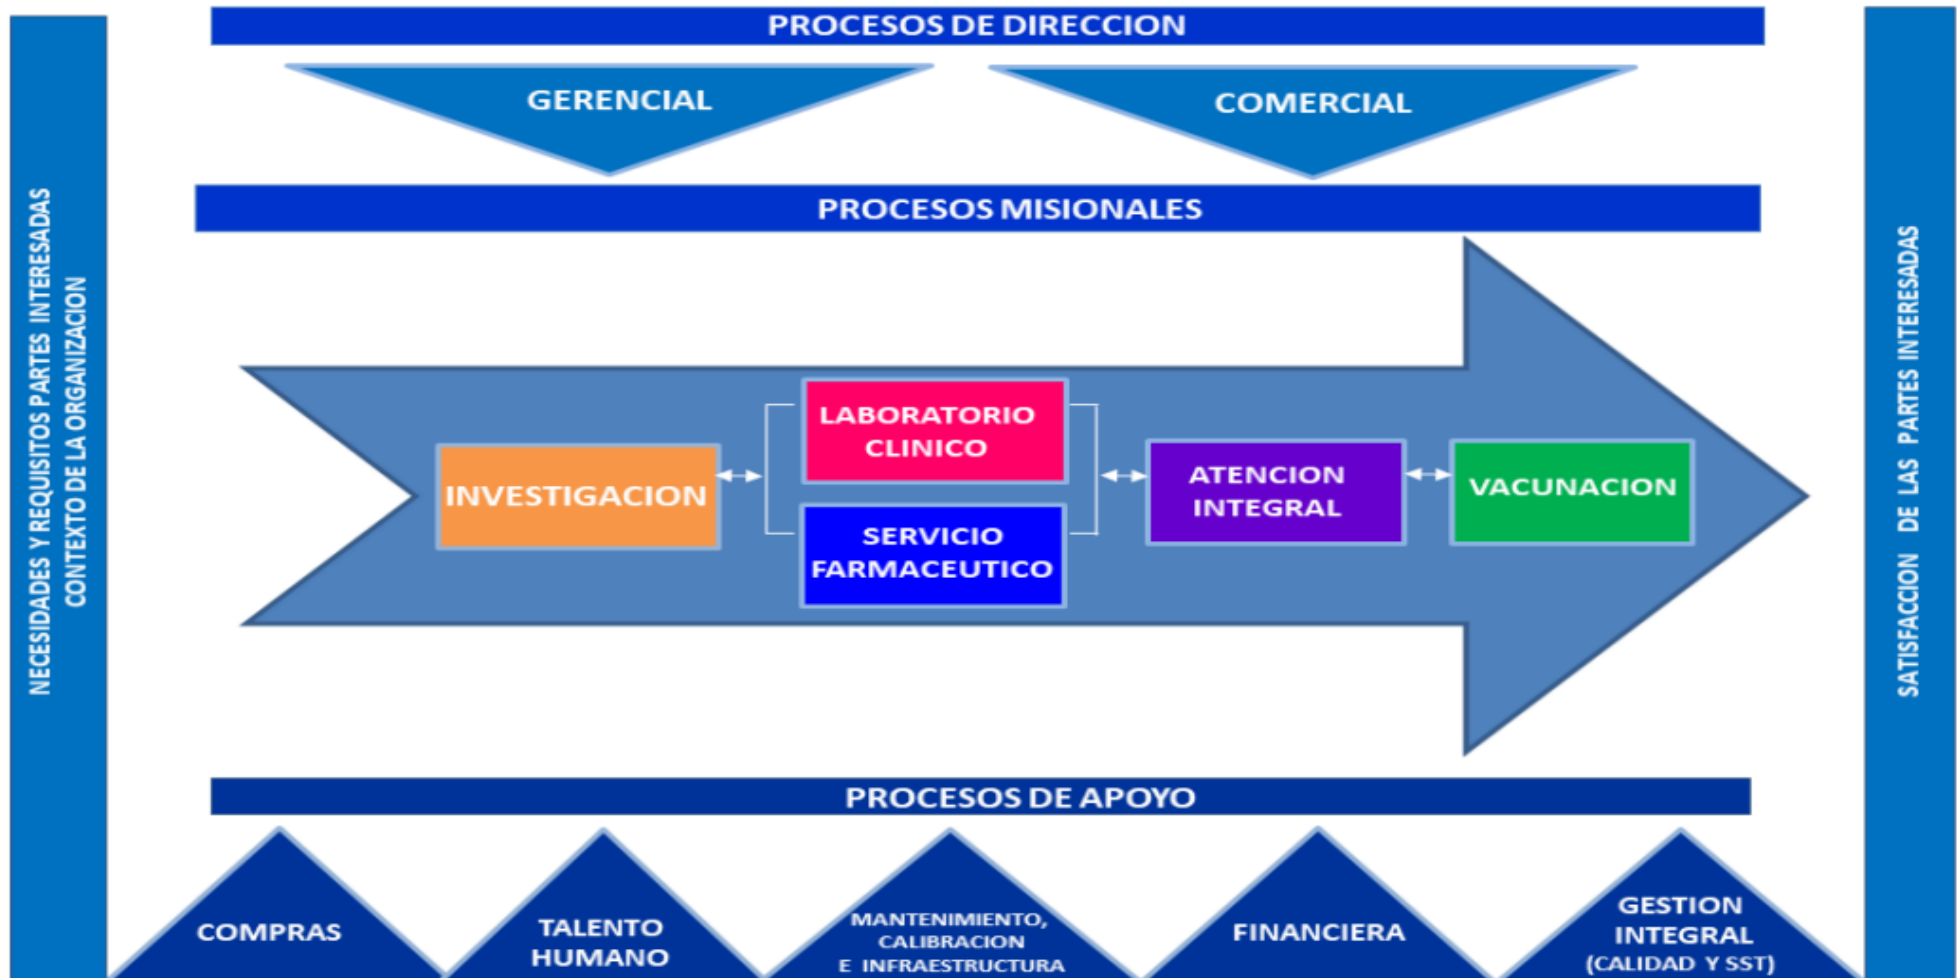 PROCESOS DE DIRECCION
GERENCIAL
COMERCIAL
PROCESOS MISIONALES
NECESIDADES Y REQUISITOS PARTES INTERESADAS
CONTEXTO DE LA ORGANIZACION
INVESTIGACION
LABORATORIO
CLINICO
SERVICIO
FARMACEUTICO
ATENCION
INTEGRAL
VACUNACION
SATISFACCION DE LAS PARTES INTERESADAS
PROCESOS DE APOYO
COMPRAS
TALENTO
HUMANO
MANTENIMIENTO,
CALIBRACION
E INFRAESTRUCTURA
FINANCIERA
GESTION
INTEGRAL
(CALIDAD Y SST)